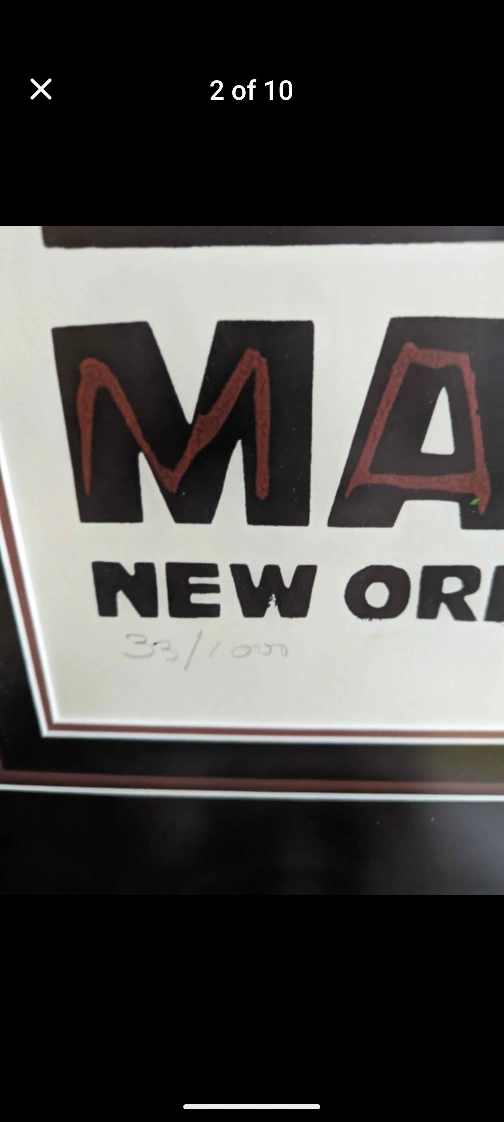 2 of 10
MA
NEW OR
33/1000